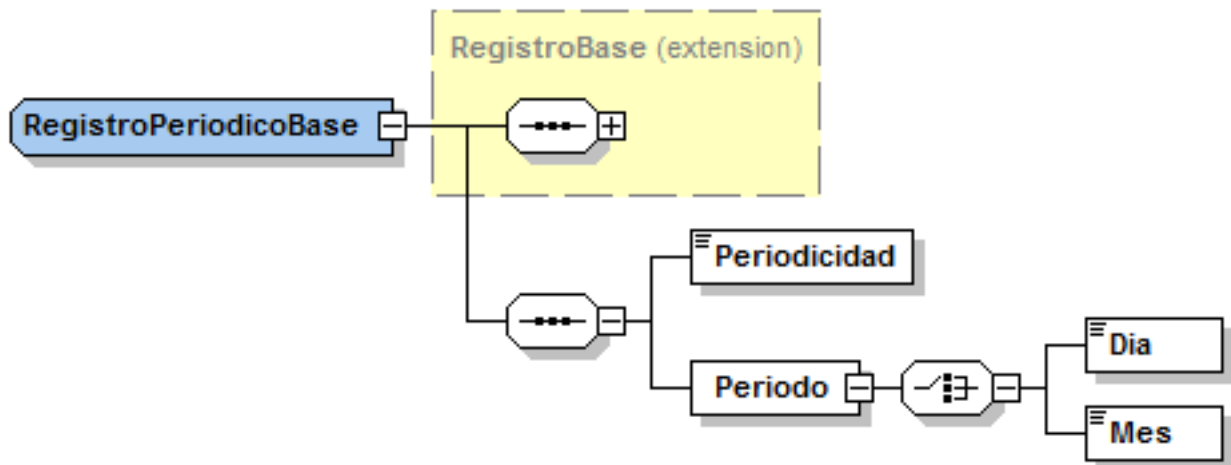 RegistroBase (extension)
RegistroPeriodicoBase
Periodicidad
Periodo
Dia
Mes